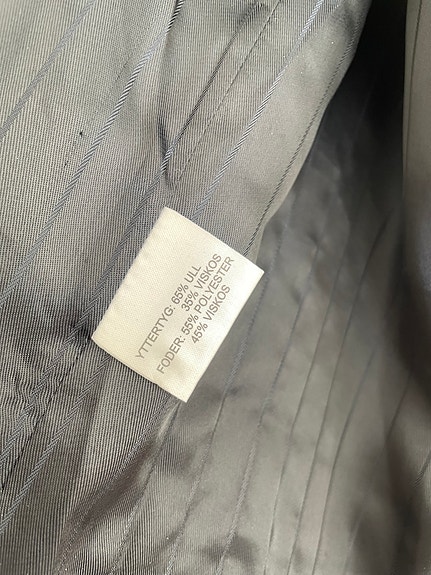 YTTERTYG: 65% ULL
35% VISKOS
FODER: 55% POLYESTER
45% VISKOS